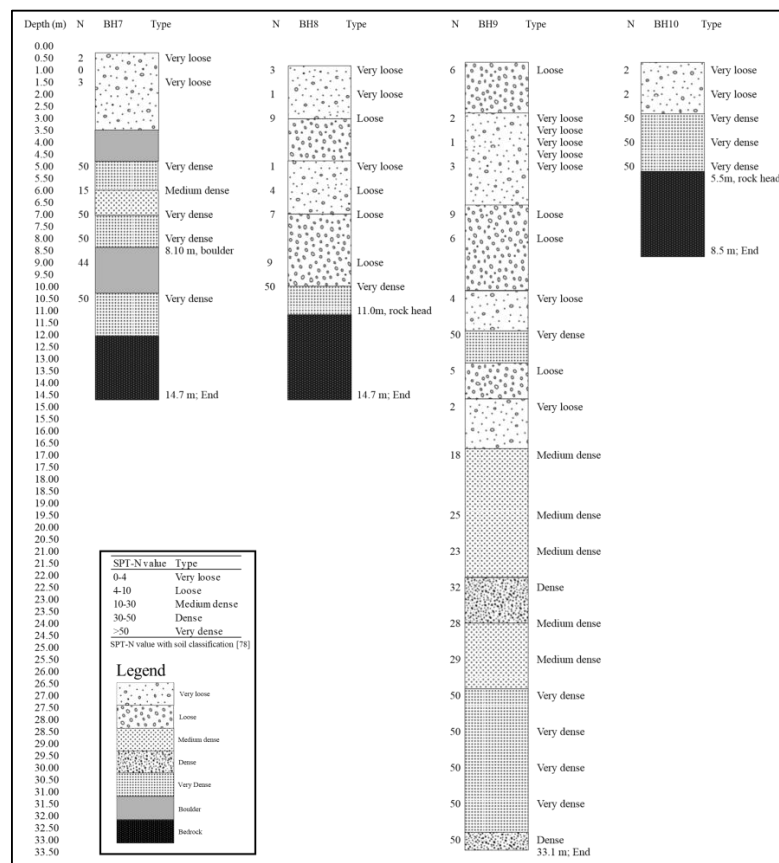 Depth (m) N BH7 Type N BH8 Type N BH9 Type N BH10 Type
0.00
0.50 2 Very loose
1.00 0 3 Very loose 6 Loose 2 Very loose
1.50 3 Very loose
2.00 1 Very loose 2 Very loose
2.50
3.00 9 Loose 2 Very loose 50 Very dense
3.50 Very loose
4.00 1 Very loose 50 Very dense
4.50 Very loose
5.00 50 Very dense 1 Very loose 3 Very loose 50 Very dense
5.50 5.5m, rock head
6.00 15 Medium dense 4 Loose
6.50
7.00 50 Very dense 7 Loose 9 Loose
7.50
8.00 50 Very dense 6 Loose
8.50 8.10 m, boulder 8.5 m; End
9.00 44 9 Loose
9.50
10.00 50 Very dense
10.50 50 Very dense 4 Very loose
11.00 11.0m, rock head
11.50
12.00 50 Very dense
12.50
13.00
13.50 5 Loose
14.00
14.50 14.7 m; End 14.7 m; End
15.00 2 Very loose
15.50
16.00
16.50
17.00 18 Medium dense
17.50
18.00
18.50
19.00
19.50 25 Medium dense
20.00
20.50
21.00 23 Medium dense
21.50
22.00
22.50 32 Dense
23.00
23.50
24.00 28 Medium dense
24.50
25.00
25.50 29 Medium dense
26.00
26.50
27.00 50 Very dense
27.50
28.00
28.50 50 Very dense
29.00
29.50
30.00 50 Very dense
30.50
31.00
31.50 50 Very dense
32.00
32.50
33.00 50 Dense
33.50 33.1 m; End
SPT-N value Type
0-4 Very loose
4-10 Loose
10-30 Medium dense
30-50 Dense
>50 Very dense
SPT-N value with soil classification [78]
Legend
Very loose
Loose
Medium dense
Dense
Very Dense
Boulder
Bedrock